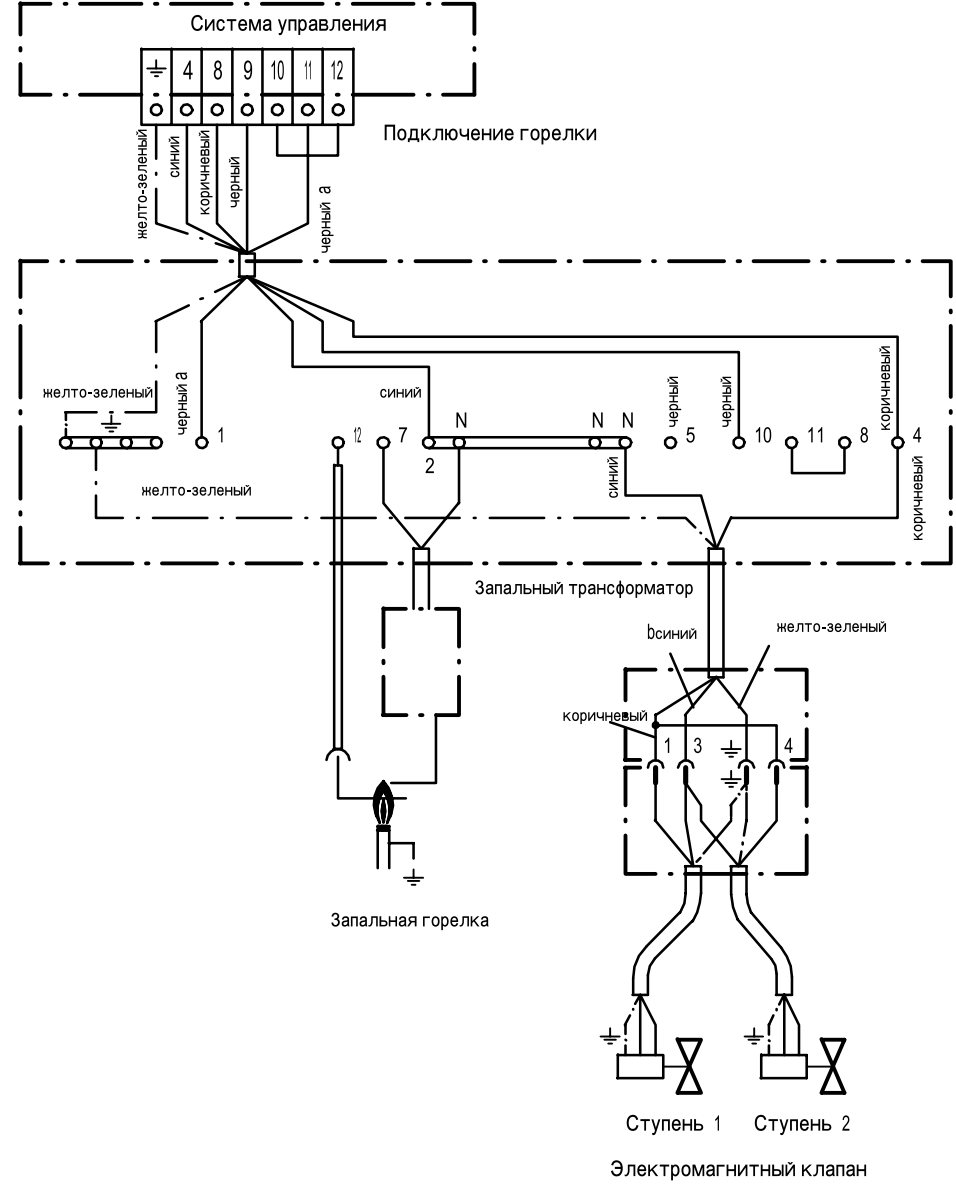 Система управления
4 8 9 10 11 12
Подключение горелки
желто-зеленый
синий
коричневый
черный
черный а
желто-зеленый
черный а
синий
черный
черный
коричневый
1 12 7 2 N N N 5 10 11 8 4
желто-зеленый
синий
коричневый
Запальный трансформатор
bсиний
желто-зеленый
коричневый
1 3 4
Запальная горелка
Ступень 1 Ступень 2
Электромагнитный клапан